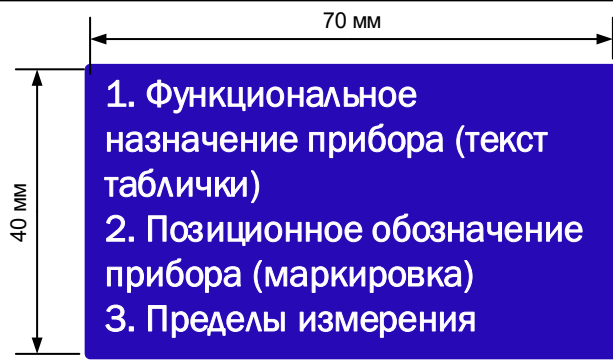 70 мм
40 мм
1. Функциональное
назначение прибора (текст
таблички)
2. Позиционное обозначение
прибора (маркировка)
3. Пределы измерения